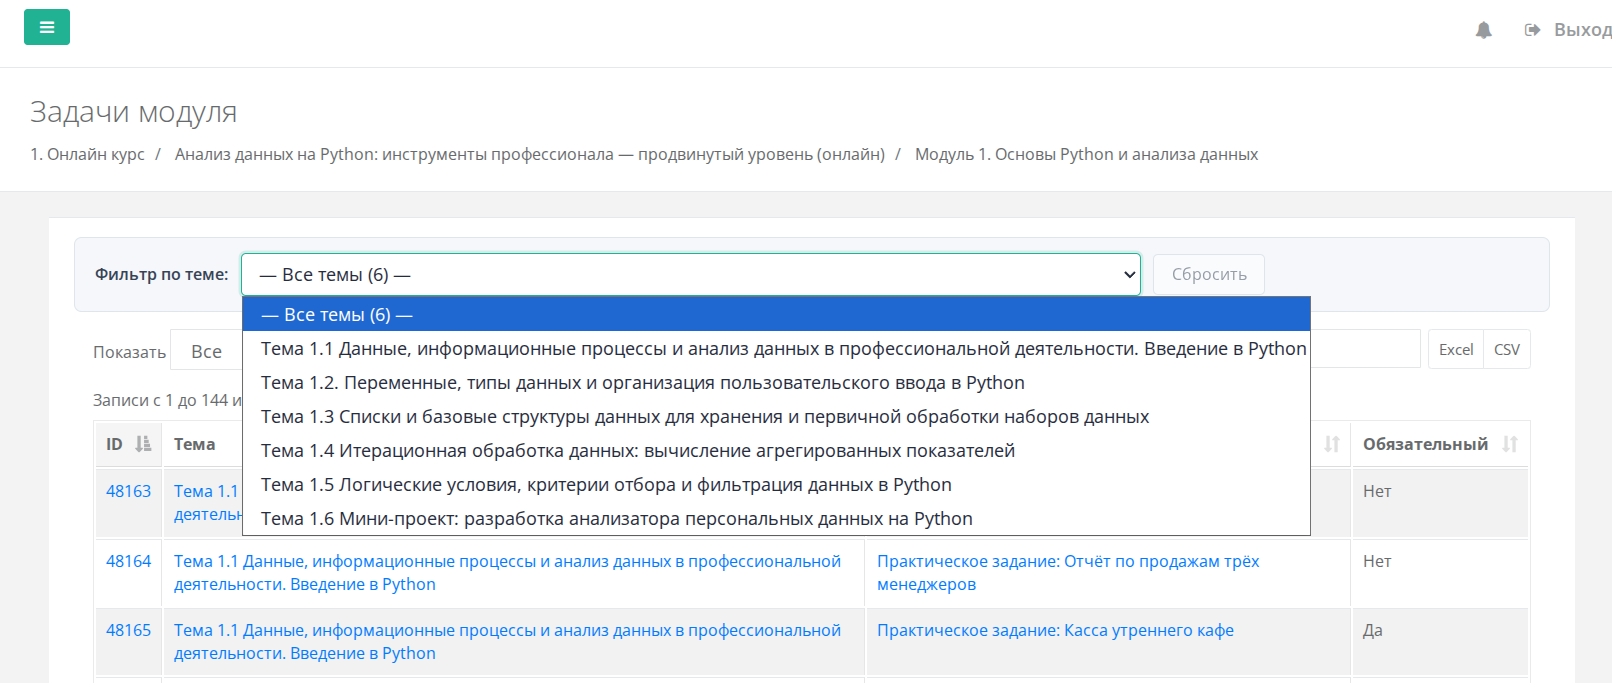 Выход
Задачи модуля
1. Онлайн курс / Анализ данных на Python: инструменты профессионала — продвинутый уровень (онлайн) / Модуль 1. Основы Python и анализа данных
Фильтр по теме: — Все темы (6) — Сбросить
— Все темы (6) —
Тема 1.1 Данные, информационные процессы и анализ данных в профессиональной деятельности. Введение в Python
Тема 1.2. Переменные, типы данных и организация пользовательского ввода в Python
Тема 1.3 Списки и базовые структуры данных для хранения и первичной обработки наборов данных
Тема 1.4 Итерационная обработка данных: вычисление агрегированных показателей
Тема 1.5 Логические условия, критерии отбора и фильтрация данных в Python
Тема 1.6 Мини-проект: разработка анализатора персональных данных на Python
Показать Все Excel CSV
Записи с 1 до 144 и
ID Тема Обязательный
48163 Тема 1.1 Нет
деятельн
48164 Тема 1.1 Данные, информационные процессы и анализ данных в профессиональной Практическое задание: Отчёт по продажам трёх Нет
деятельности. Введение в Python менеджеров
48165 Тема 1.1 Данные, информационные процессы и анализ данных в профессиональной Практическое задание: Касса утреннего кафе Да
деятельности. Введение в Python